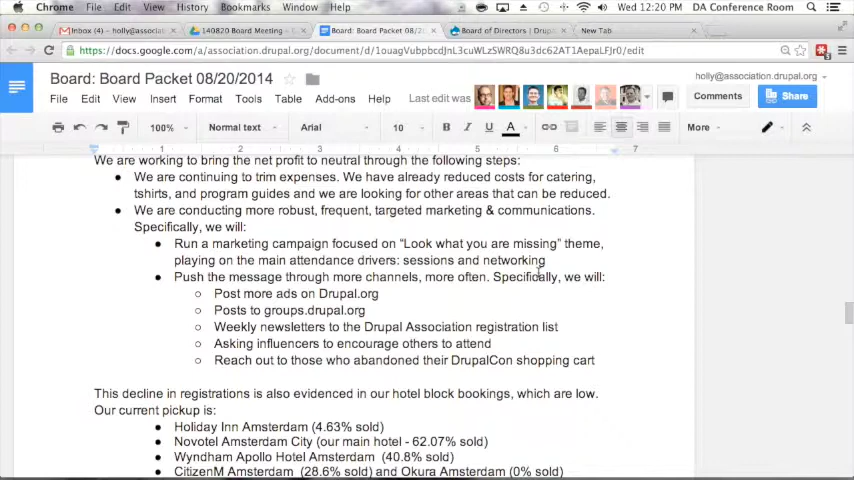 Chrome File Edit View History Bookmarks Window Help Wed 12:20 PM DA Conference Room
Inbox (4) – holly@associat 140820 Board Meeting – Board: Board Packet 08/20/2 Board of Directors | Drupa New Tab
https://docs.google.com/a/association.drupal.org/document/d/1ouagVubpbcdJnL3cuWLzSWRQ8u3dc62AT1AepaLFJr0/edit
Board: Board Packet 08/20/2014 holly@association.drupal.org
File Edit View Insert Format Tools Table Add-ons Help Last edit was Comments Share
100% Normal text Arial 10 B I U A More
1 2 3 4 5 6 7
We are working to bring the net profit to neutral through the following steps:
● We are continuing to trim expenses. We have already reduced costs for catering,
tshirts, and program guides and we are looking for other areas that can be reduced.
● We are conducting more robust, frequent, targeted marketing & communications.
Specifically, we will:
● Run a marketing campaign focused on “Look what you are missing” theme,
playing on the main attendance drivers: sessions and networking
● Push the message through more channels, more often. Specifically, we will:
○ Post more ads on Drupal.org
○ Posts to groups.drupal.org
○ Weekly newsletters to the Drupal Association registration list
○ Asking influencers to encourage others to attend
○ Reach out to those who abandoned their DrupalCon shopping cart
This decline in registrations is also evidenced in our hotel block bookings, which are low.
Our current pickup is:
● Holiday Inn Amsterdam (4.63% sold)
● Novotel Amsterdam City (our main hotel - 62.07% sold)
● Wyndham Apollo Hotel Amsterdam (40.8% sold)
● CitizenM Amsterdam (28.6% sold) and Okura Amsterdam (0% sold)